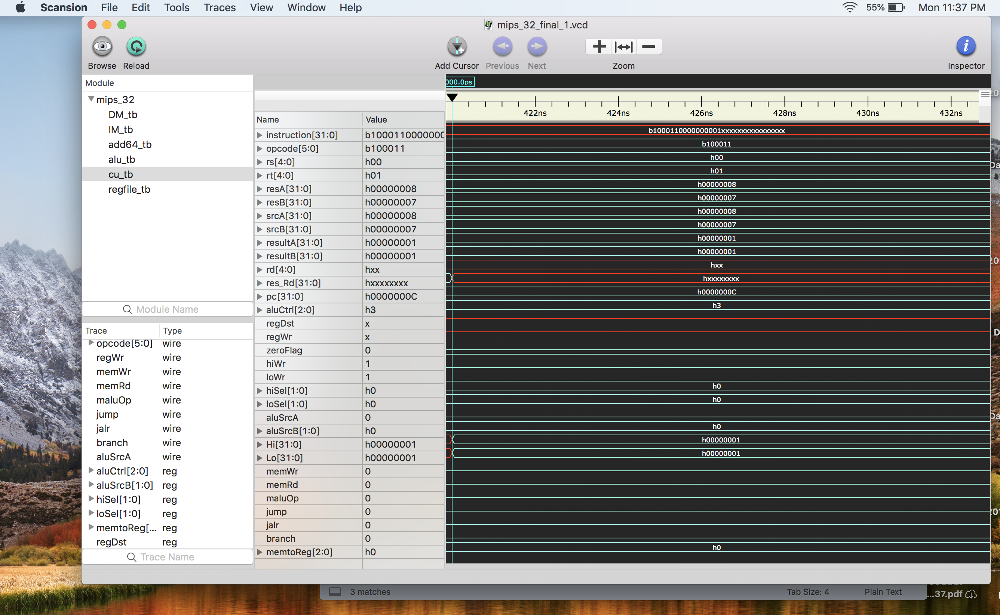 Scansion File Edit Tools Traces View Window Help 55% Mon 11:37 PM
mips_32_final_1.vcd
Browse Reload Add Cursor Previous Next Zoom Inspector
Module
mips_32
DM_tb
IM_tb
add64_tb
alu_tb
cu_tb
regfile_tb
Module Name
Trace Type
opcode[5:0] wire
regWr wire
memWr wire
memRd wire
maluOp wire
jump wire
jalr wire
branch wire
aluSrcA wire
aluCtrl[2:0] reg
aluSrcB[1:0] reg
hiSel[1:0] reg
loSel[1:0] reg
memtoReg[... reg
regDst reg
Trace Name
000.0ps
422ns 424ns 426ns 428ns 430ns 432ns
Name Value
instruction[31:0] b1000110000000 b1000110000000001xxxxxxxxxxxxxxxx
opcode[5:0] b100011 b100011
rs[4:0] h00 h00
rt[4:0] h01 h01
resA[31:0] h00000008 h00000008
resB[31:0] h00000007 h00000007
srcA[31:0] h00000008 h00000008
srcB[31:0] h00000007 h00000007
resultA[31:0] h00000001 h00000001
resultB[31:0] h00000001 h00000001
rd[4:0] hxx hxx
res_Rd[31:0] hxxxxxxxx hxxxxxxxx
pc[31:0] h0000000C h0000000C
aluCtrl[2:0] h3 h3
regDst x
regWr x
zeroFlag 0
hiWr 1
loWr 1
hiSel[1:0] h0 h0
loSel[1:0] h0 h0
aluSrcA 0
aluSrcB[1:0] h0 h0
Hi[31:0] h00000001 h00000001
Lo[31:0] h00000001 h00000001
memWr 0
memRd 0
maluOp 0
jump 0
jalr 0
branch 0
memtoReg[2:0] h0 h0
3 matches Tab Size: 4 Plain Text
...37.pdf